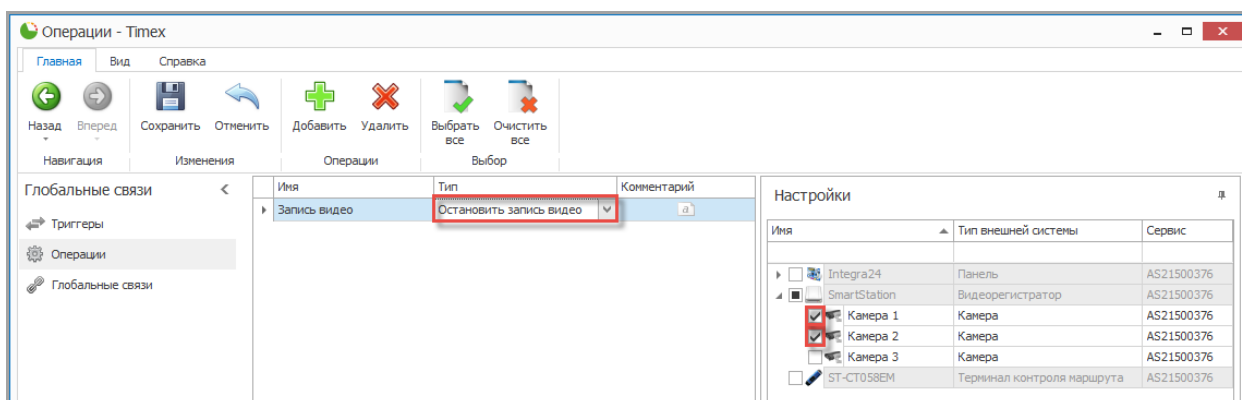 Операции - Timex
Главная Вид Справка
Назад Вперед Сохранить Отменить Добавить Удалить Выбрать все Очистить все
Навигация Изменения Операции Выбор
Глобальные связи
Триггеры
Операции
Глобальные связи
Имя Тип Комментарий
Запись видео Остановить запись видео a
Настройки
Имя Тип внешней системы Сервис
Integra24 Панель AS21500376
SmartStation Видеорегистратор AS21500376
Камера 1 Камера AS21500376
Камера 2 Камера AS21500376
Камера 3 Камера AS21500376
ST-CT058EM Терминал контроля маршрута AS21500376